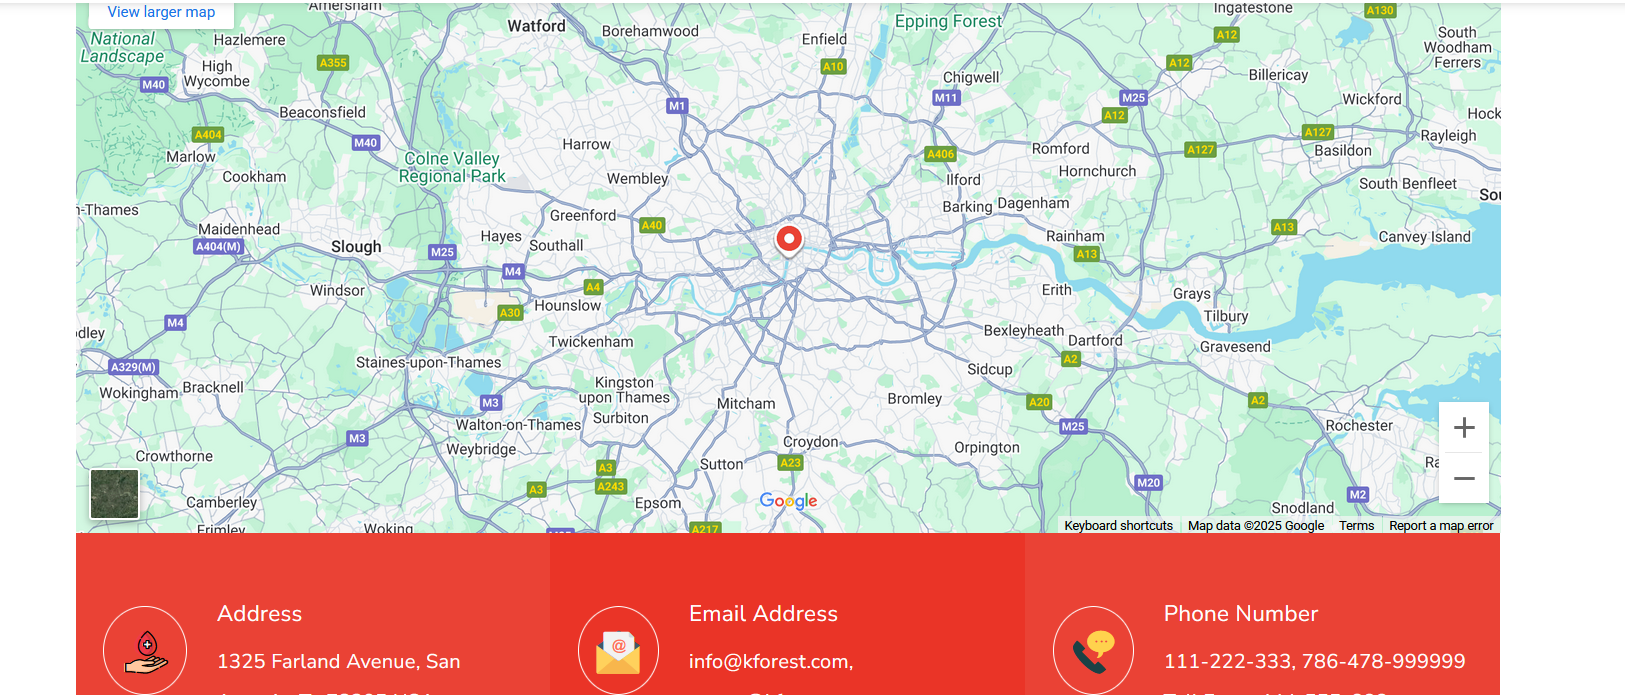 View larger map
Amersham
Watford
Borehamwood
Enfield
Epping Forest
Ingatestone
A130
National
Landscape
Hazlemere
A355
A10
A12
South
Woodham
Ferrers
High
Wycombe
M40
Chigwell
A12
Billericay
Beaconsfield
M1
M11
M25
Wickford
A404
M40
A12
Hock
Marlow
Harrow
A406
Romford
A127
A127
Rayleigh
Basildon
Colne Valley
Regional Park
Cookham
Wembley
Ilford
Hornchurch
South Benfleet
n-Thames
Greenford
A40
Barking
Dagenham
Sou
Maidenhead
A404(M)
Slough
M25
Hayes
Southall
Rainham
A13
A13
Canvey Island
M4
A4
Windsor
Hounslow
A30
Erith
Grays
Tilbury
M4
dley
Twickenham
Bexleyheath
Dartford
Gravesend
A329(M)
Staines-upon-Thames
A2
Wokingham
Bracknell
Kingston
upon Thames
Sidcup
M3
Surbiton
Mitcham
Bromley
A20
A2
M3
Walton-on-Thames
Weybridge
Croydon
Orpington
M25
Rochester
Crowthorne
A3
Sutton
A23
Ra
Camberley
A3
A243
Epsom
Google
M20
M2
Snodland
Frimley
Woking
A217
Keyboard shortcuts
Map data ©2025 Google
Terms
Report a map error
Address
1325 Farland Avenue, San
Email Address
info@kforest.com,
Phone Number
111-222-333, 786-478-999999